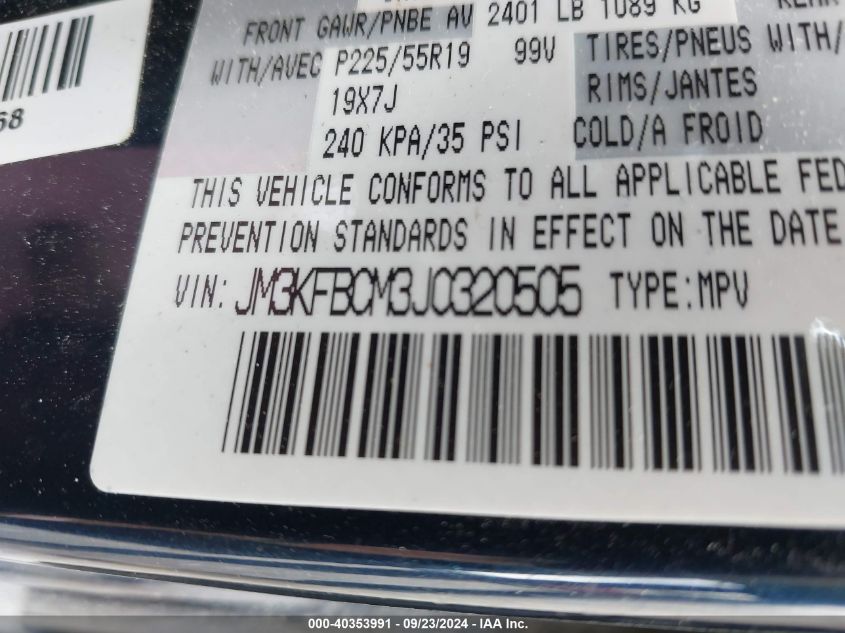 FRONT GAWR/PNBE AV 2401 LB 1089 KG
WITH/AVEC P225/55R19 99V TIRES/PNEUS WITH/
19X7J RIMS/JANTES
240 KPA/35 PSI COLD/A FROID
68
THIS VEHICLE CONFORMS TO ALL APPLICABLE FED
PREVENTION STANDARDS IN EFFECT ON THE DATE
VIN: JM3KFBCM3J0320505 TYPE:MPV
000-40353991 - 09/23/2024 - IAA Inc.